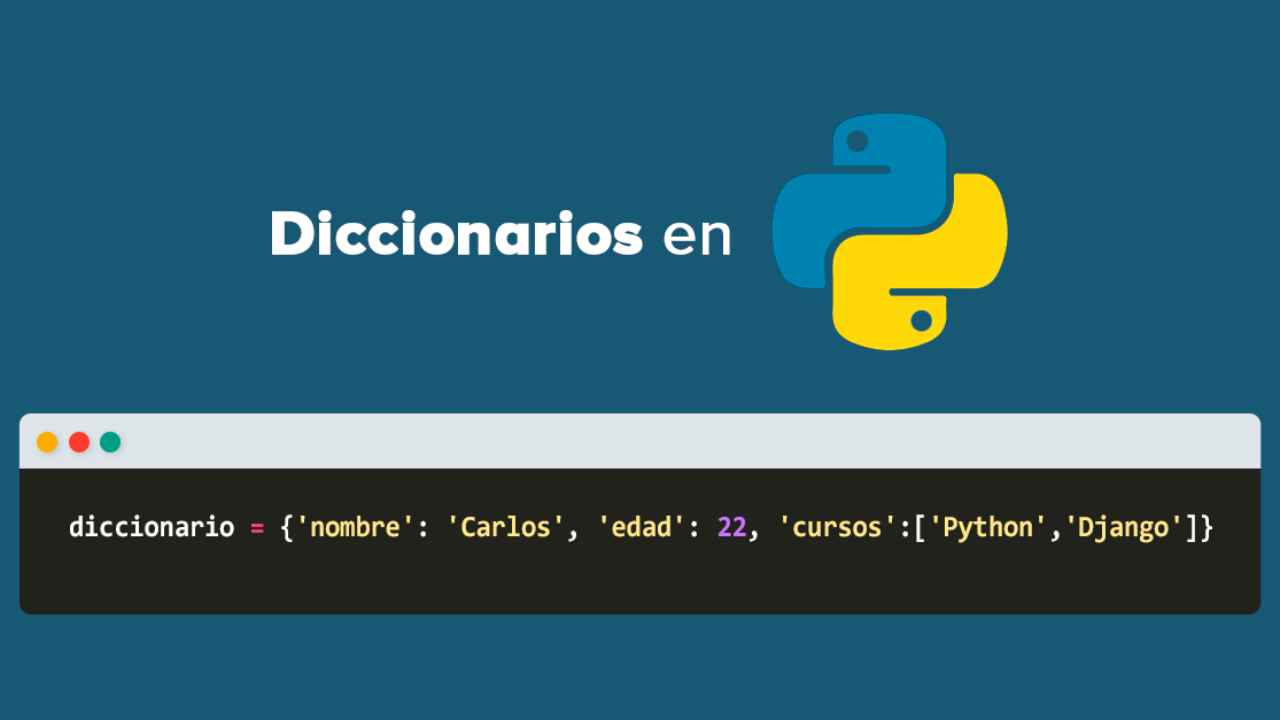 Diccionarios en
diccionario = {'nombre': 'Carlos', 'edad': 22, 'cursos':['Python','Django']}